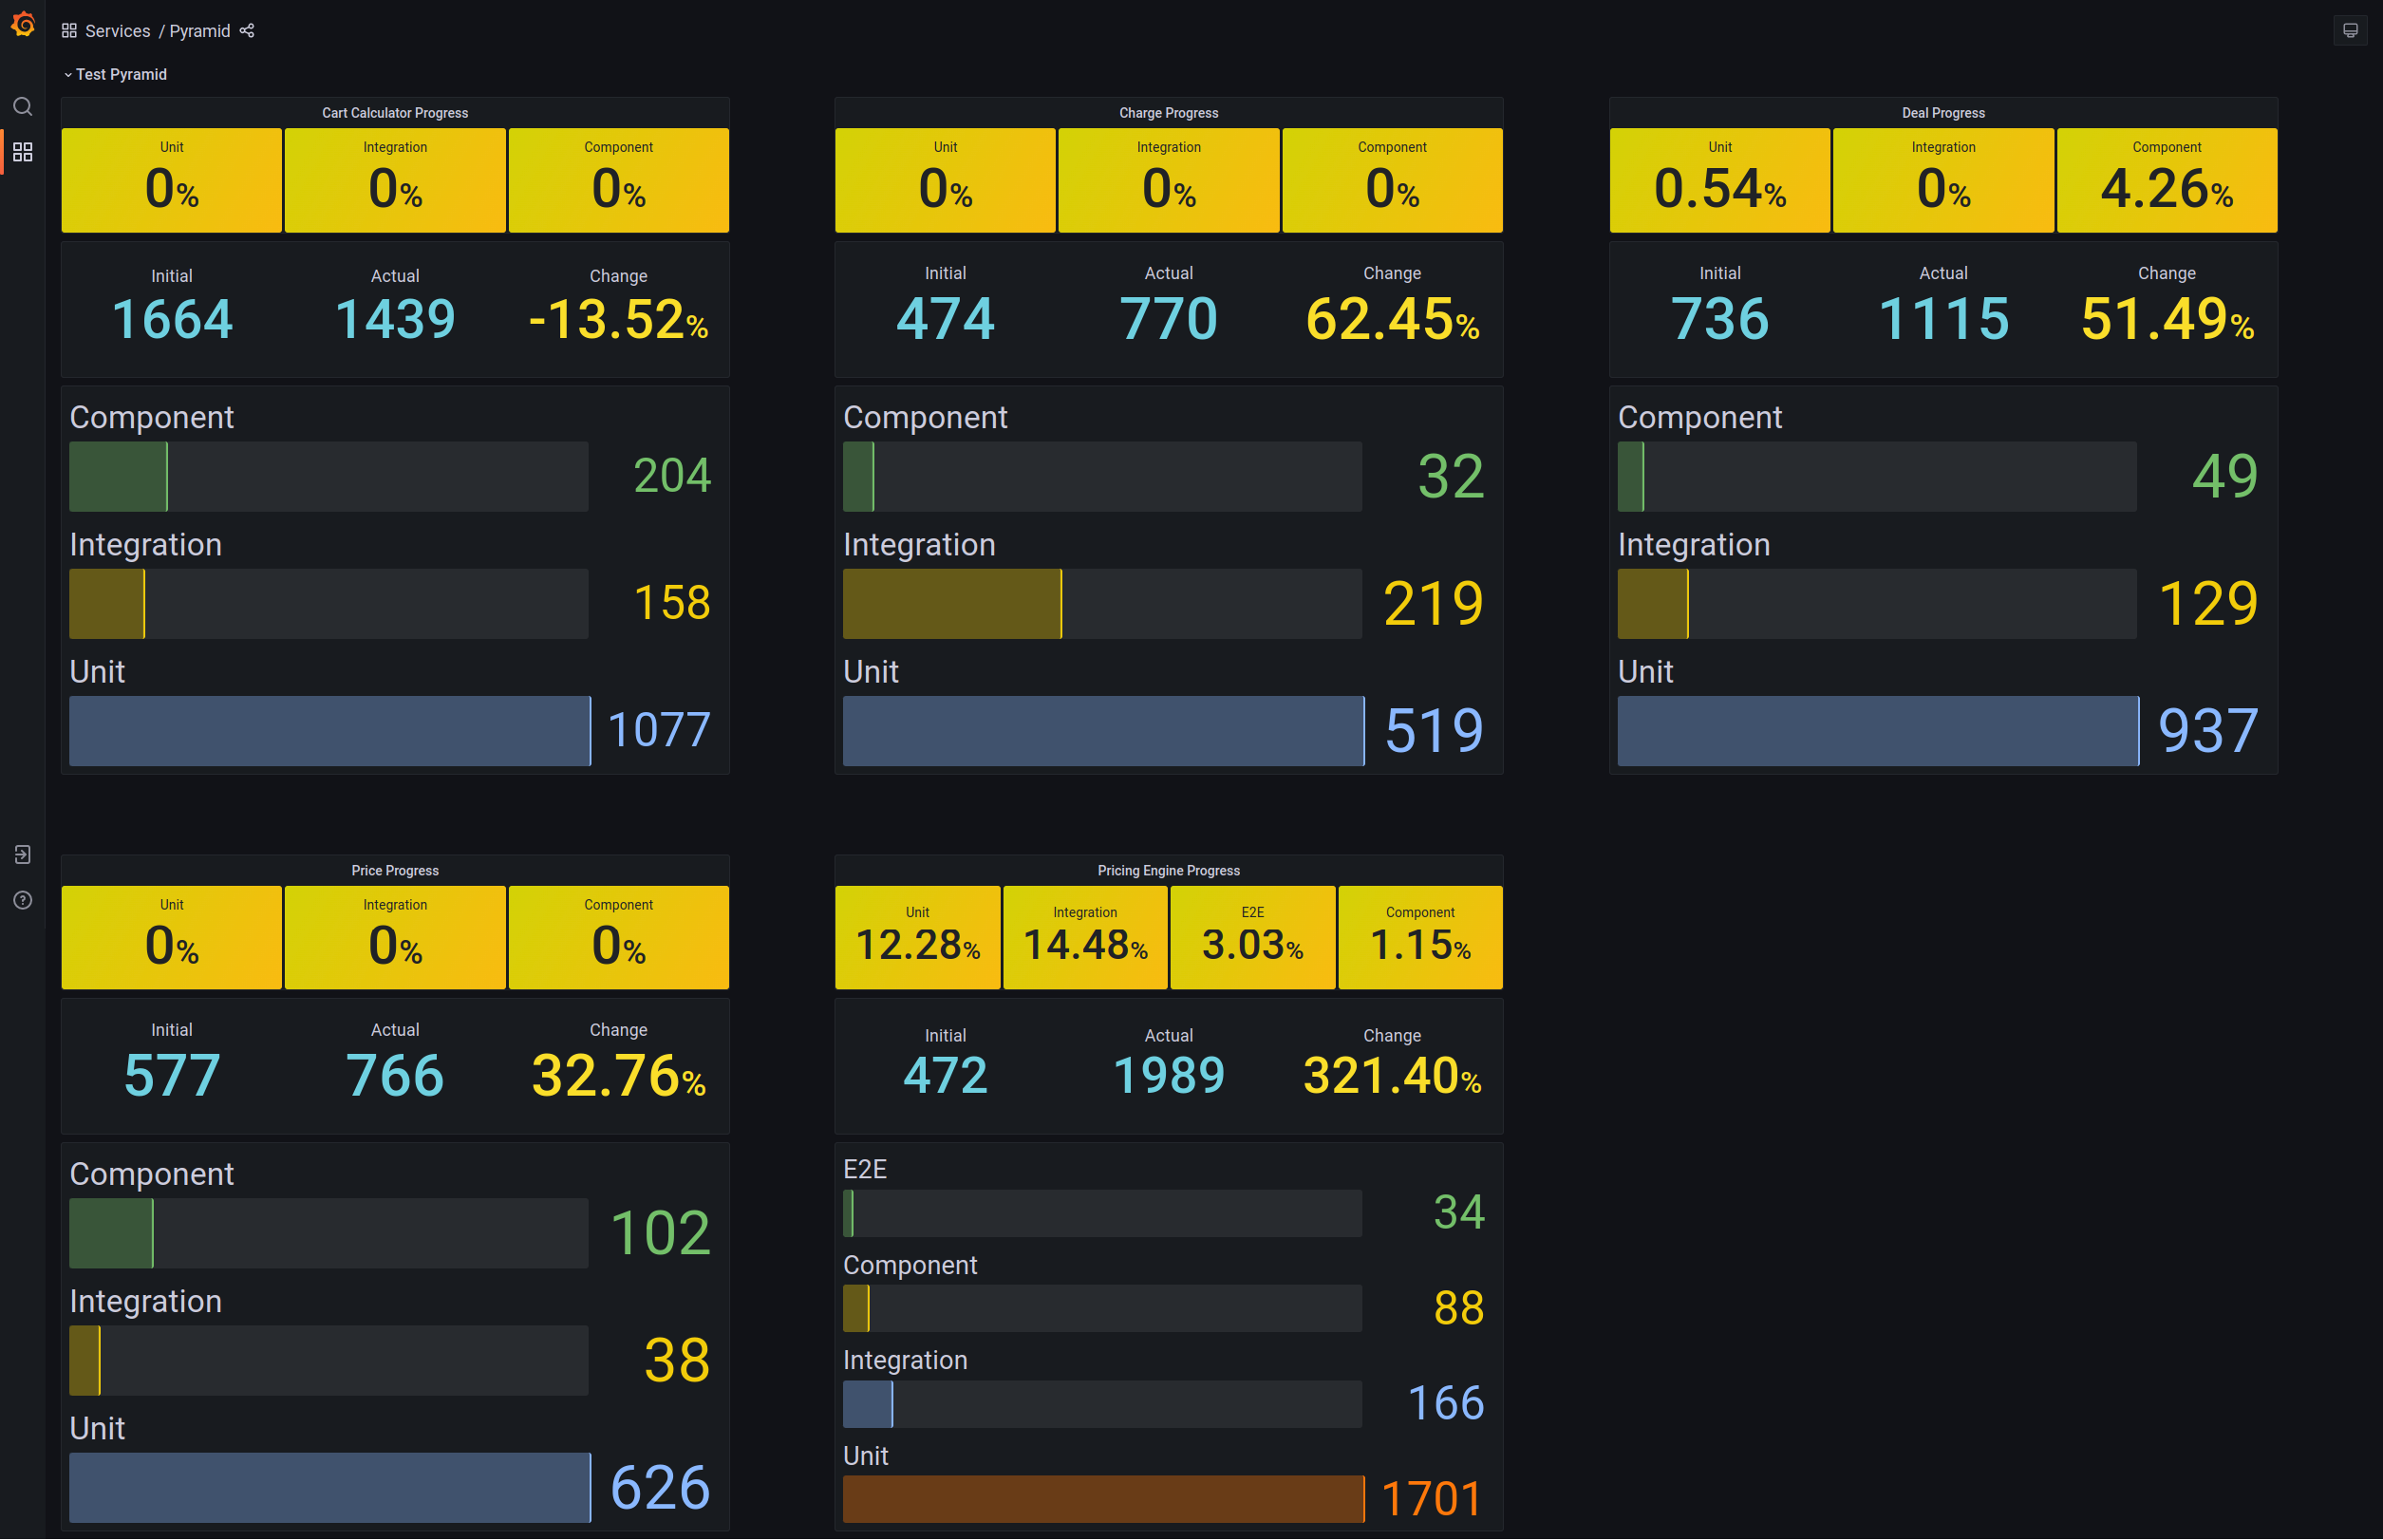 Services / Pyramid
Test Pyramid
Cart Calculator Progress
Unit Integration Component
0% 0% 0%
Initial Actual Change
1664 1439 -13.52%
Component
204
Integration
158
Unit
1077
Charge Progress
Unit Integration Component
0% 0% 0%
Initial Actual Change
474 770 62.45%
Component
32
Integration
219
Unit
519
Deal Progress
Unit Integration Component
0.54% 0% 4.26%
Initial Actual Change
736 1115 51.49%
Component
49
Integration
129
Unit
937
Price Progress
Unit Integration Component
0% 0% 0%
Initial Actual Change
577 766 32.76%
Component
102
Integration
38
Unit
626
Pricing Engine Progress
Unit Integration E2E Component
12.28% 14.48% 3.03% 1.15%
Initial Actual Change
472 1989 321.40%
E2E
34
Component
88
Integration
166
Unit
1701